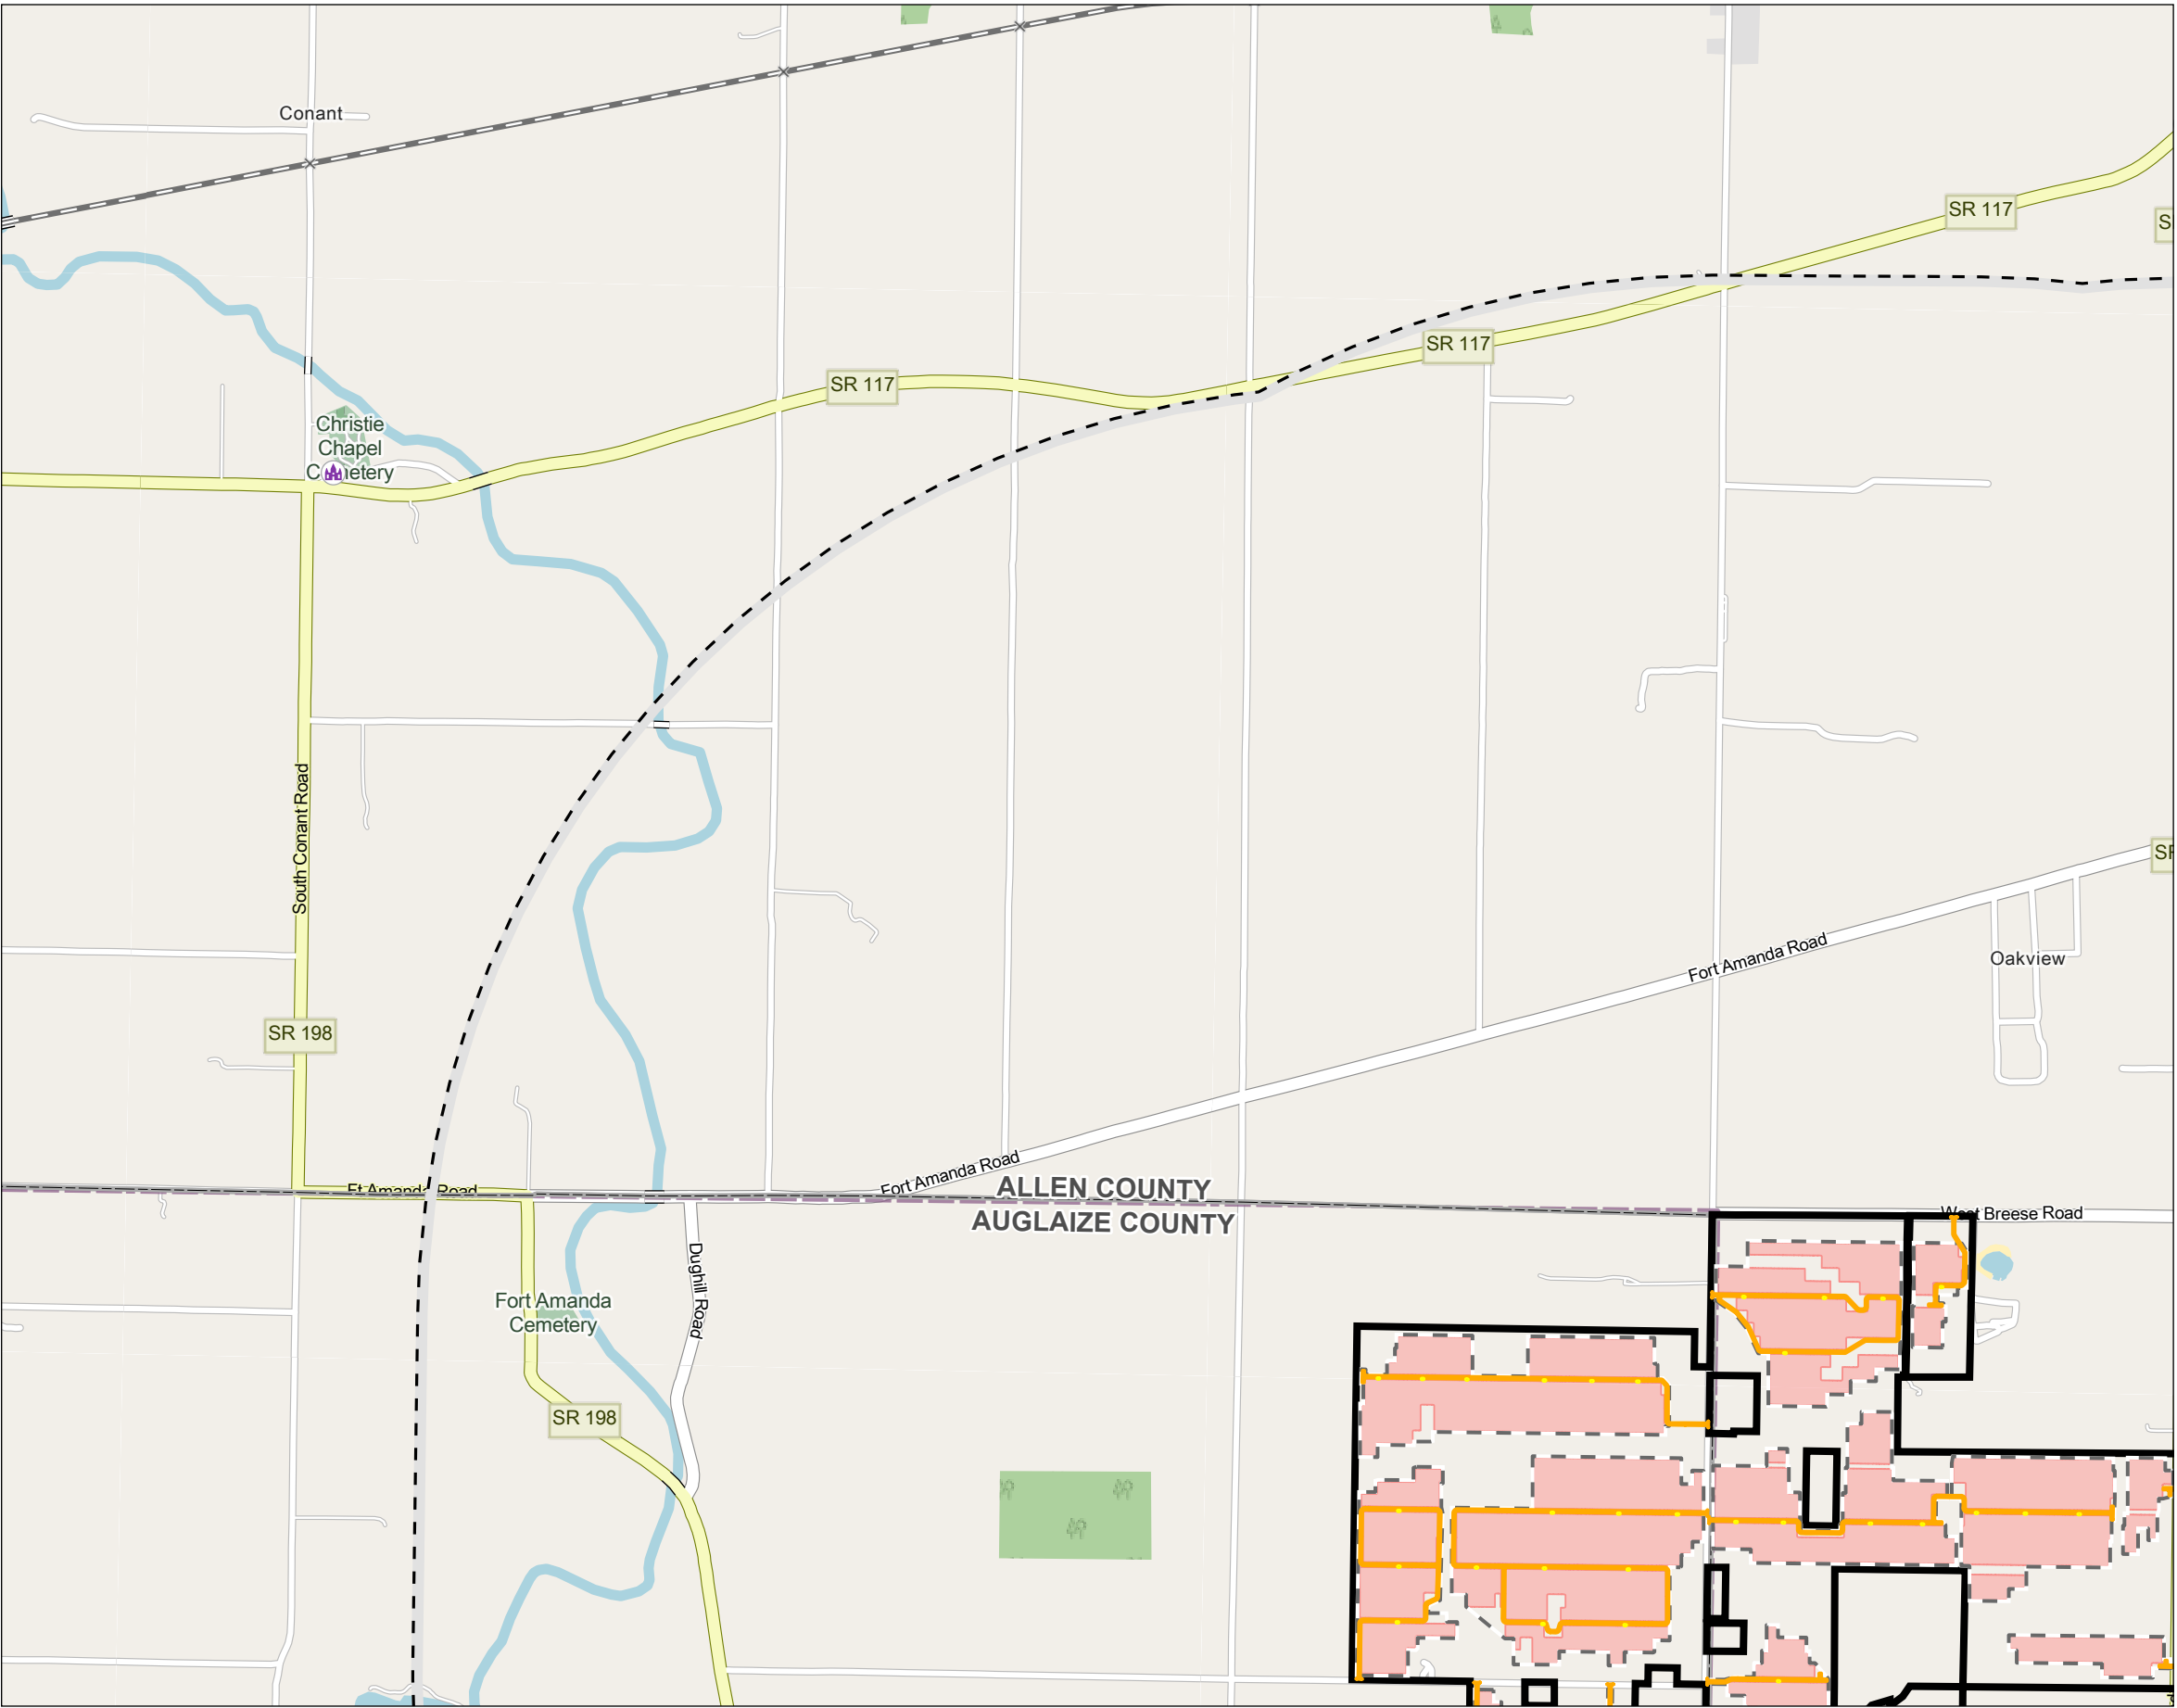 Conant
SR 117
S
SR 117
SR 117
Christie
Chapel
Cemetery
South Conant Road
SR
Fort Amanda Road
Oakview
SR 198
Fort Amanda Road
Ft Amanda Road
ALLEN COUNTY
AUGLAIZE COUNTY
West Breese Road
Dughill Road
Fort Amanda
Cemetery
SR 198